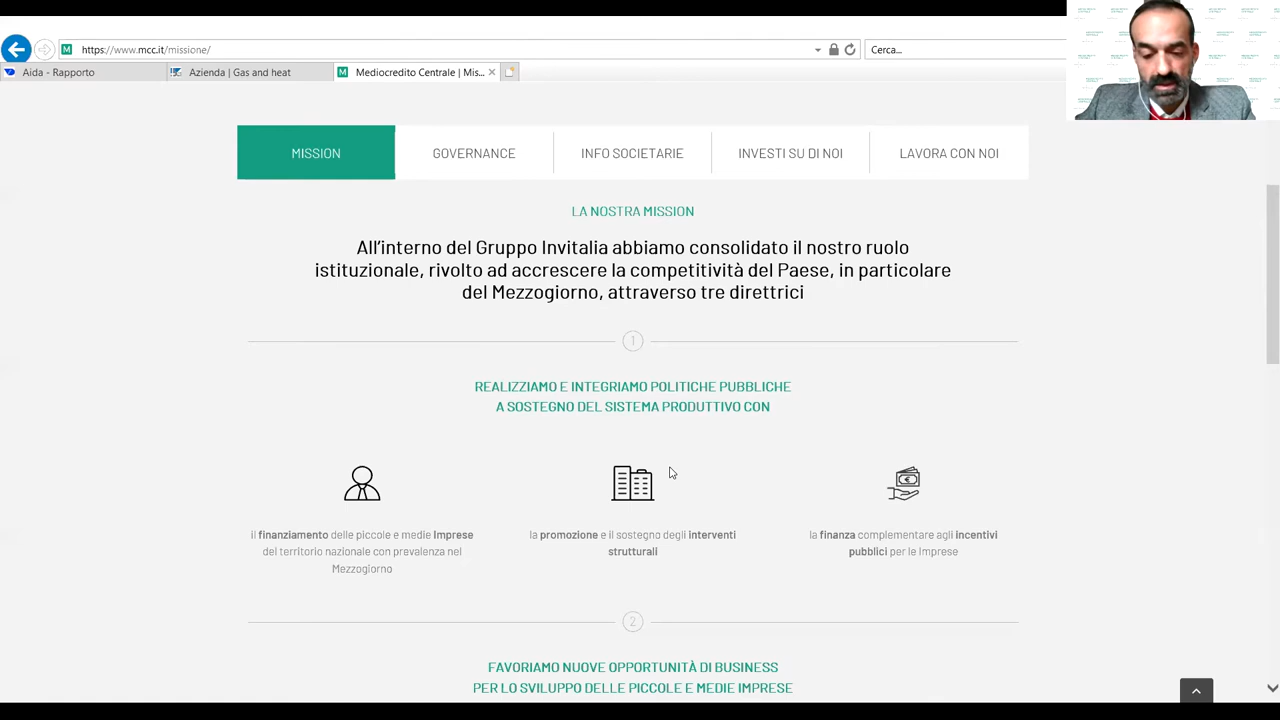 https://www.mcc.it/missione/
Cerca...
Aida - Rapporto
Azienda | Gas and heat
Mediocredito Centrale | Mis...
MISSION
GOVERNANCE
INFO SOCIETARIE
INVESTI SU DI NOI
LAVORA CON NOI
LA NOSTRA MISSION
All'interno del Gruppo Invitalia abbiamo consolidato il nostro ruolo
istituzionale, rivolto ad accrescere la competitività del Paese, in particolare
del Mezzogiorno, attraverso tre direttrici
1
REALIZZIAMO E INTEGRIAMO POLITICHE PUBBLICHE
A SOSTEGNO DEL SISTEMA PRODUTTIVO CON
il finanziamento delle piccole e medie Imprese
del territorio nazionale con prevalenza nel
Mezzogiorno
la promozione e il sostegno degli interventi
strutturali
la finanza complementare agli incentivi
pubblici per le Imprese
2
FAVORIAMO NUOVE OPPORTUNITÀ DI BUSINESS
PER LO SVILUPPO DELLE PICCOLE E MEDIE IMPRESE